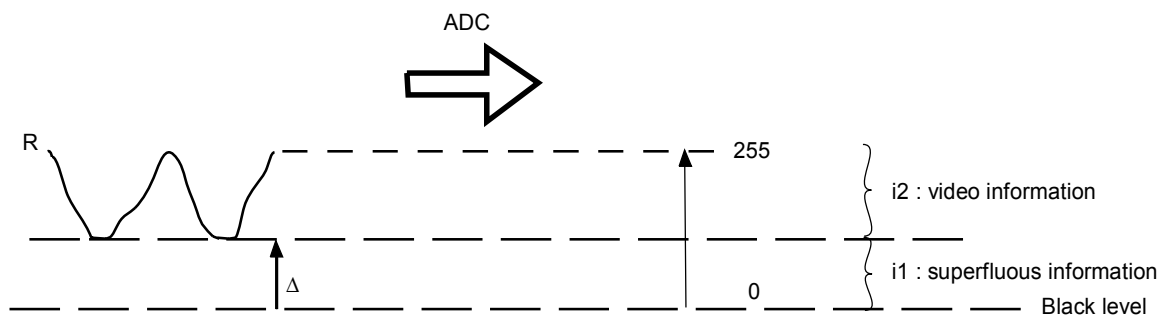 ADC
R
255
i2 : video information
Δ
0
i1 : superfluous information
Black level